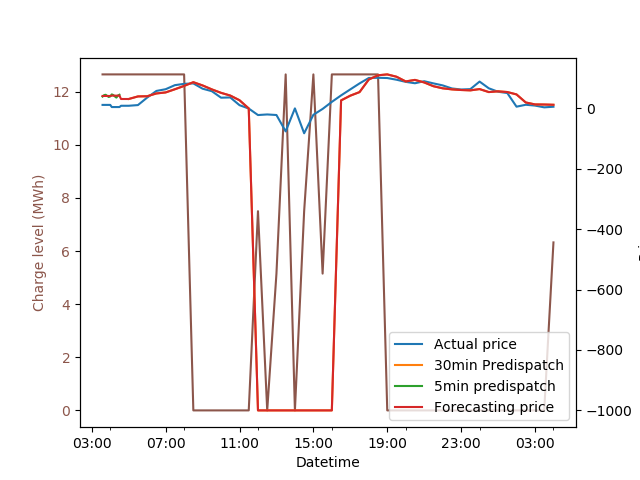 12
10
8
6
4
2
0
Charge level (MWh)
0
−200
−400
−600
−800
−1000
Actual price
30min Predispatch
5min predispatch
Forecasting price
03:00 07:00 11:00 15:00 19:00 23:00 03:00
Datetime